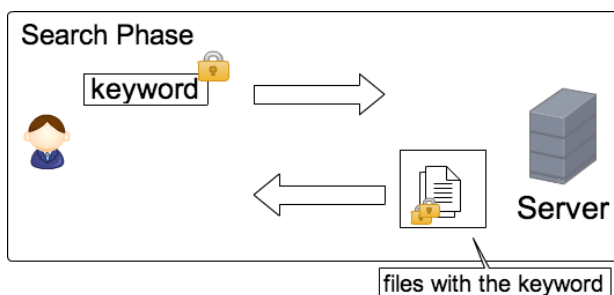 Search Phase
keyword
Server
files with the keyword